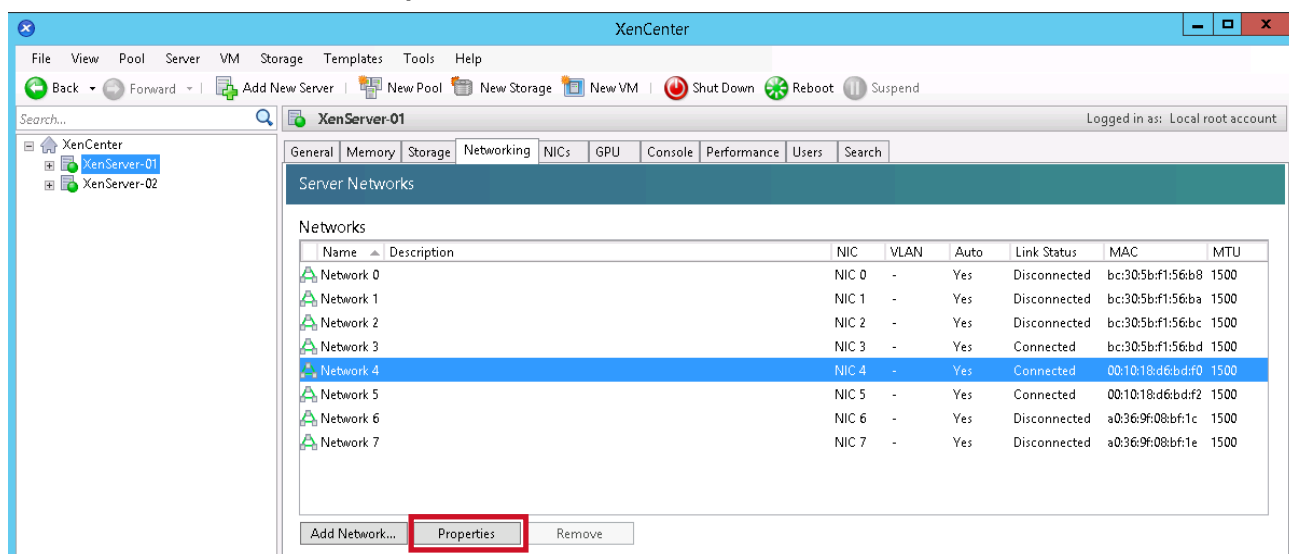 XenCenter
File View Pool Server VM Storage Templates Tools Help
Back Forward Add New Server New Pool New Storage New VM Shut Down Reboot Suspend
Search... XenServer-01 Logged in as: Local root account
XenCenter
XenServer-01
XenServer-02
General Memory Storage Networking NICs GPU Console Performance Users Search
Server Networks
Networks
Name Description NIC VLAN Auto Link Status MAC MTU
Network 0 NIC 0 - Yes Disconnected bc:30:5b:f1:56:b8 1500
Network 1 NIC 1 - Yes Disconnected bc:30:5b:f1:56:ba 1500
Network 2 NIC 2 - Yes Disconnected bc:30:5b:f1:56:bc 1500
Network 3 NIC 3 - Yes Connected bc:30:5b:f1:56:bd 1500
Network 4 NIC 4 - Yes Connected 00:10:18:d6:bd:f0 1500
Network 5 NIC 5 - Yes Connected 00:10:18:d6:bd:f2 1500
Network 6 NIC 6 - Yes Disconnected a0:36:9f:08:bf:1c 1500
Network 7 NIC 7 - Yes Disconnected a0:36:9f:08:bf:1e 1500
Add Network... Properties Remove